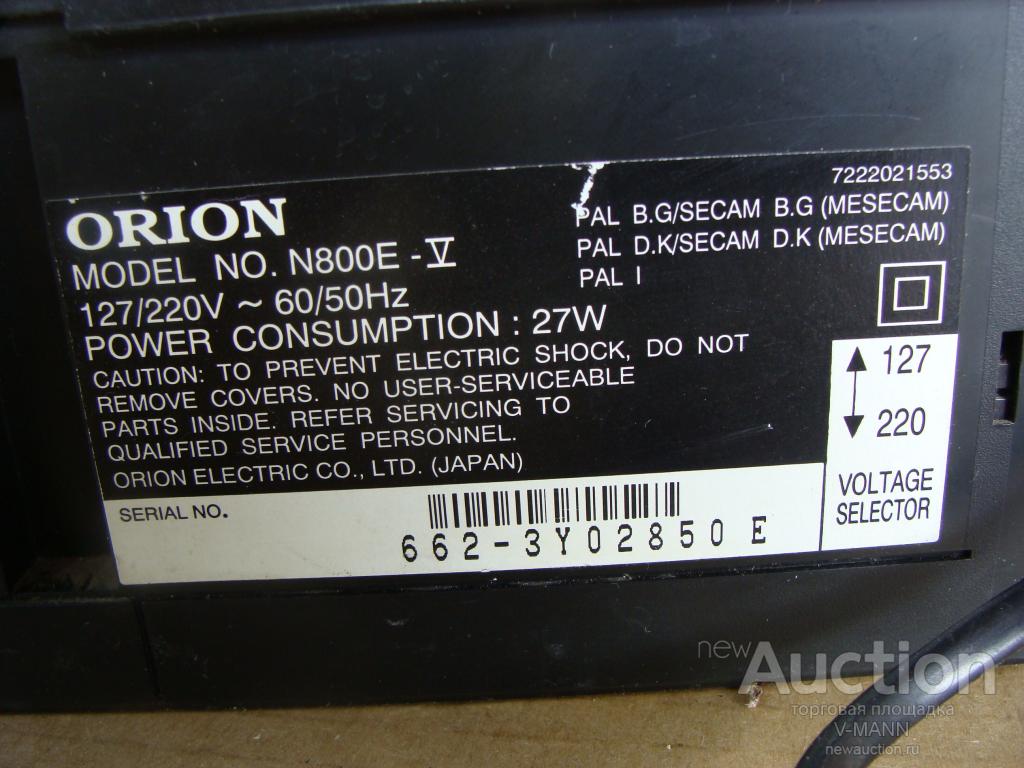 7222021553
ORION
MODEL NO. N800E -V
127/220V ~ 60/50Hz
POWER CONSUMPTION : 27W
PAL B.G/SECAM B.G (MESECAM)
PAL D.K/SECAM D.K (MESECAM)
PAL I
CAUTION: TO PREVENT ELECTRIC SHOCK, DO NOT
REMOVE COVERS. NO USER-SERVICEABLE
PARTS INSIDE. REFER SERVICING TO
QUALIFIED SERVICE PERSONNEL.
ORION ELECTRIC CO., LTD. (JAPAN)
127
220
VOLTAGE
SELECTOR
SERIAL NO.
662-3Y02850 E
newAuction
торговая площадка
V-MANN
newauction.ru